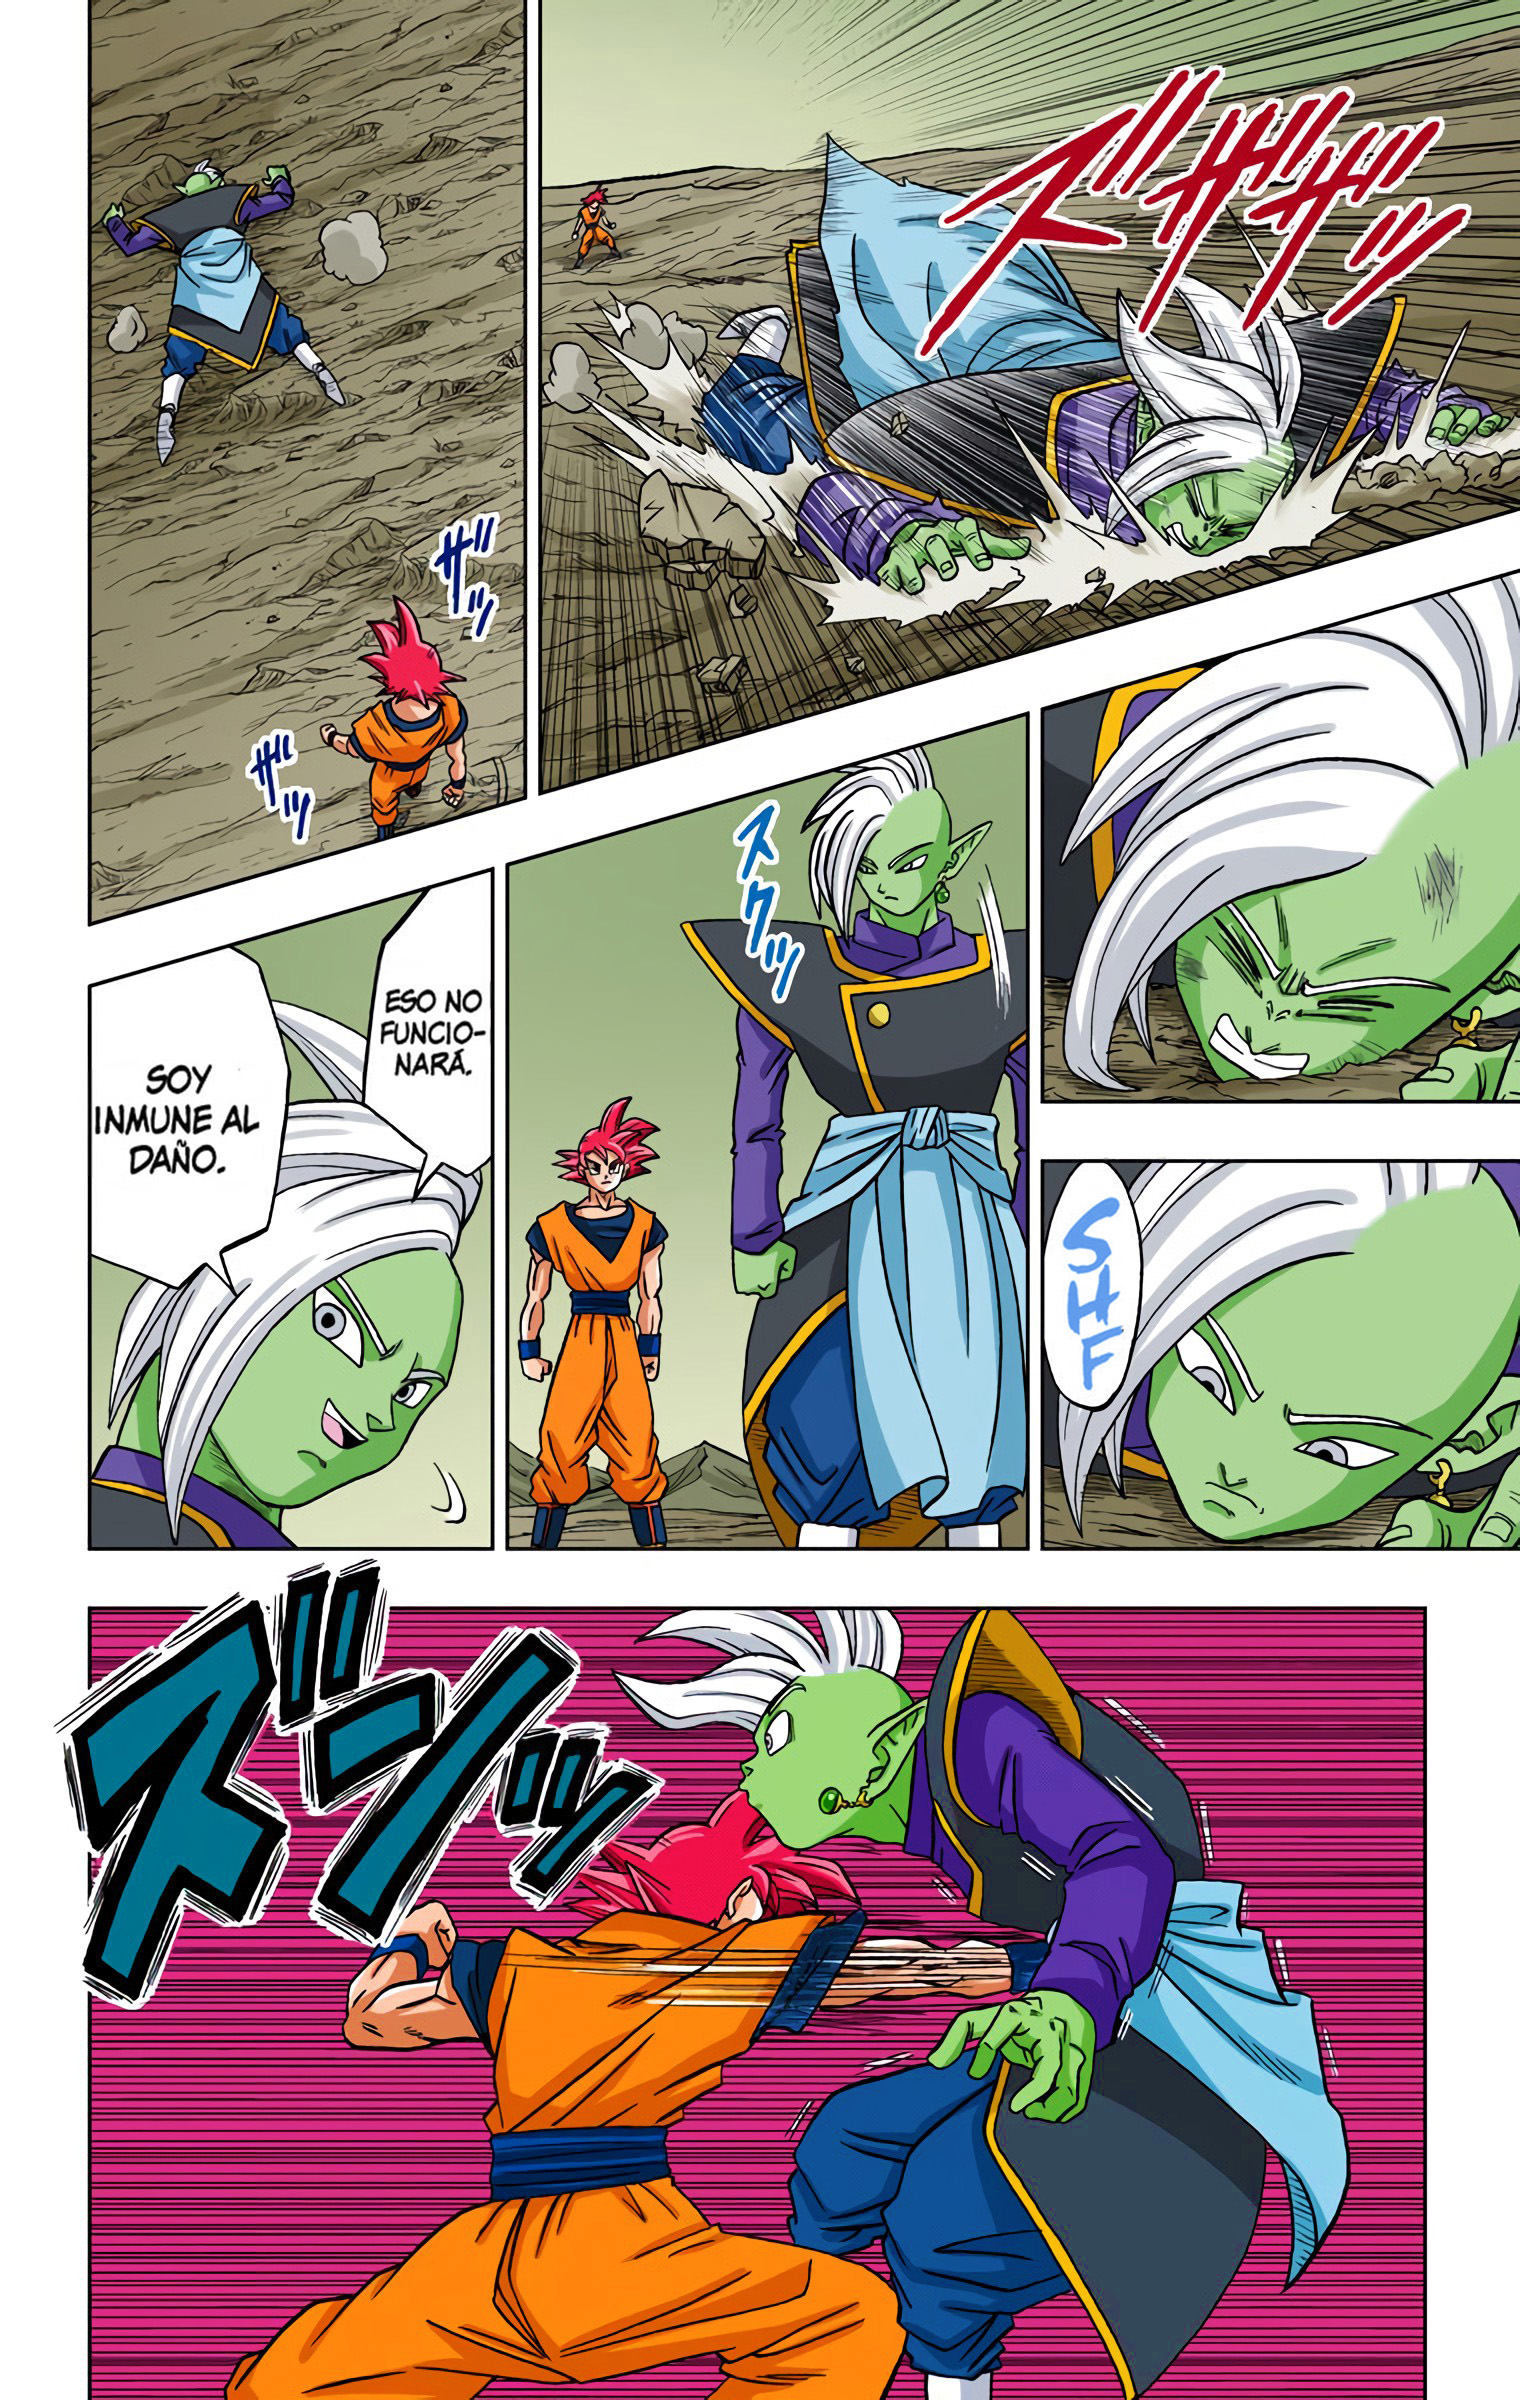 ズザザザッ
ザッ
ザッ
SHF
スクッ
ESO NO
FUNCIO-
NARÁ.
SOY
INMUNE AL
DAÑO.
ズンッ